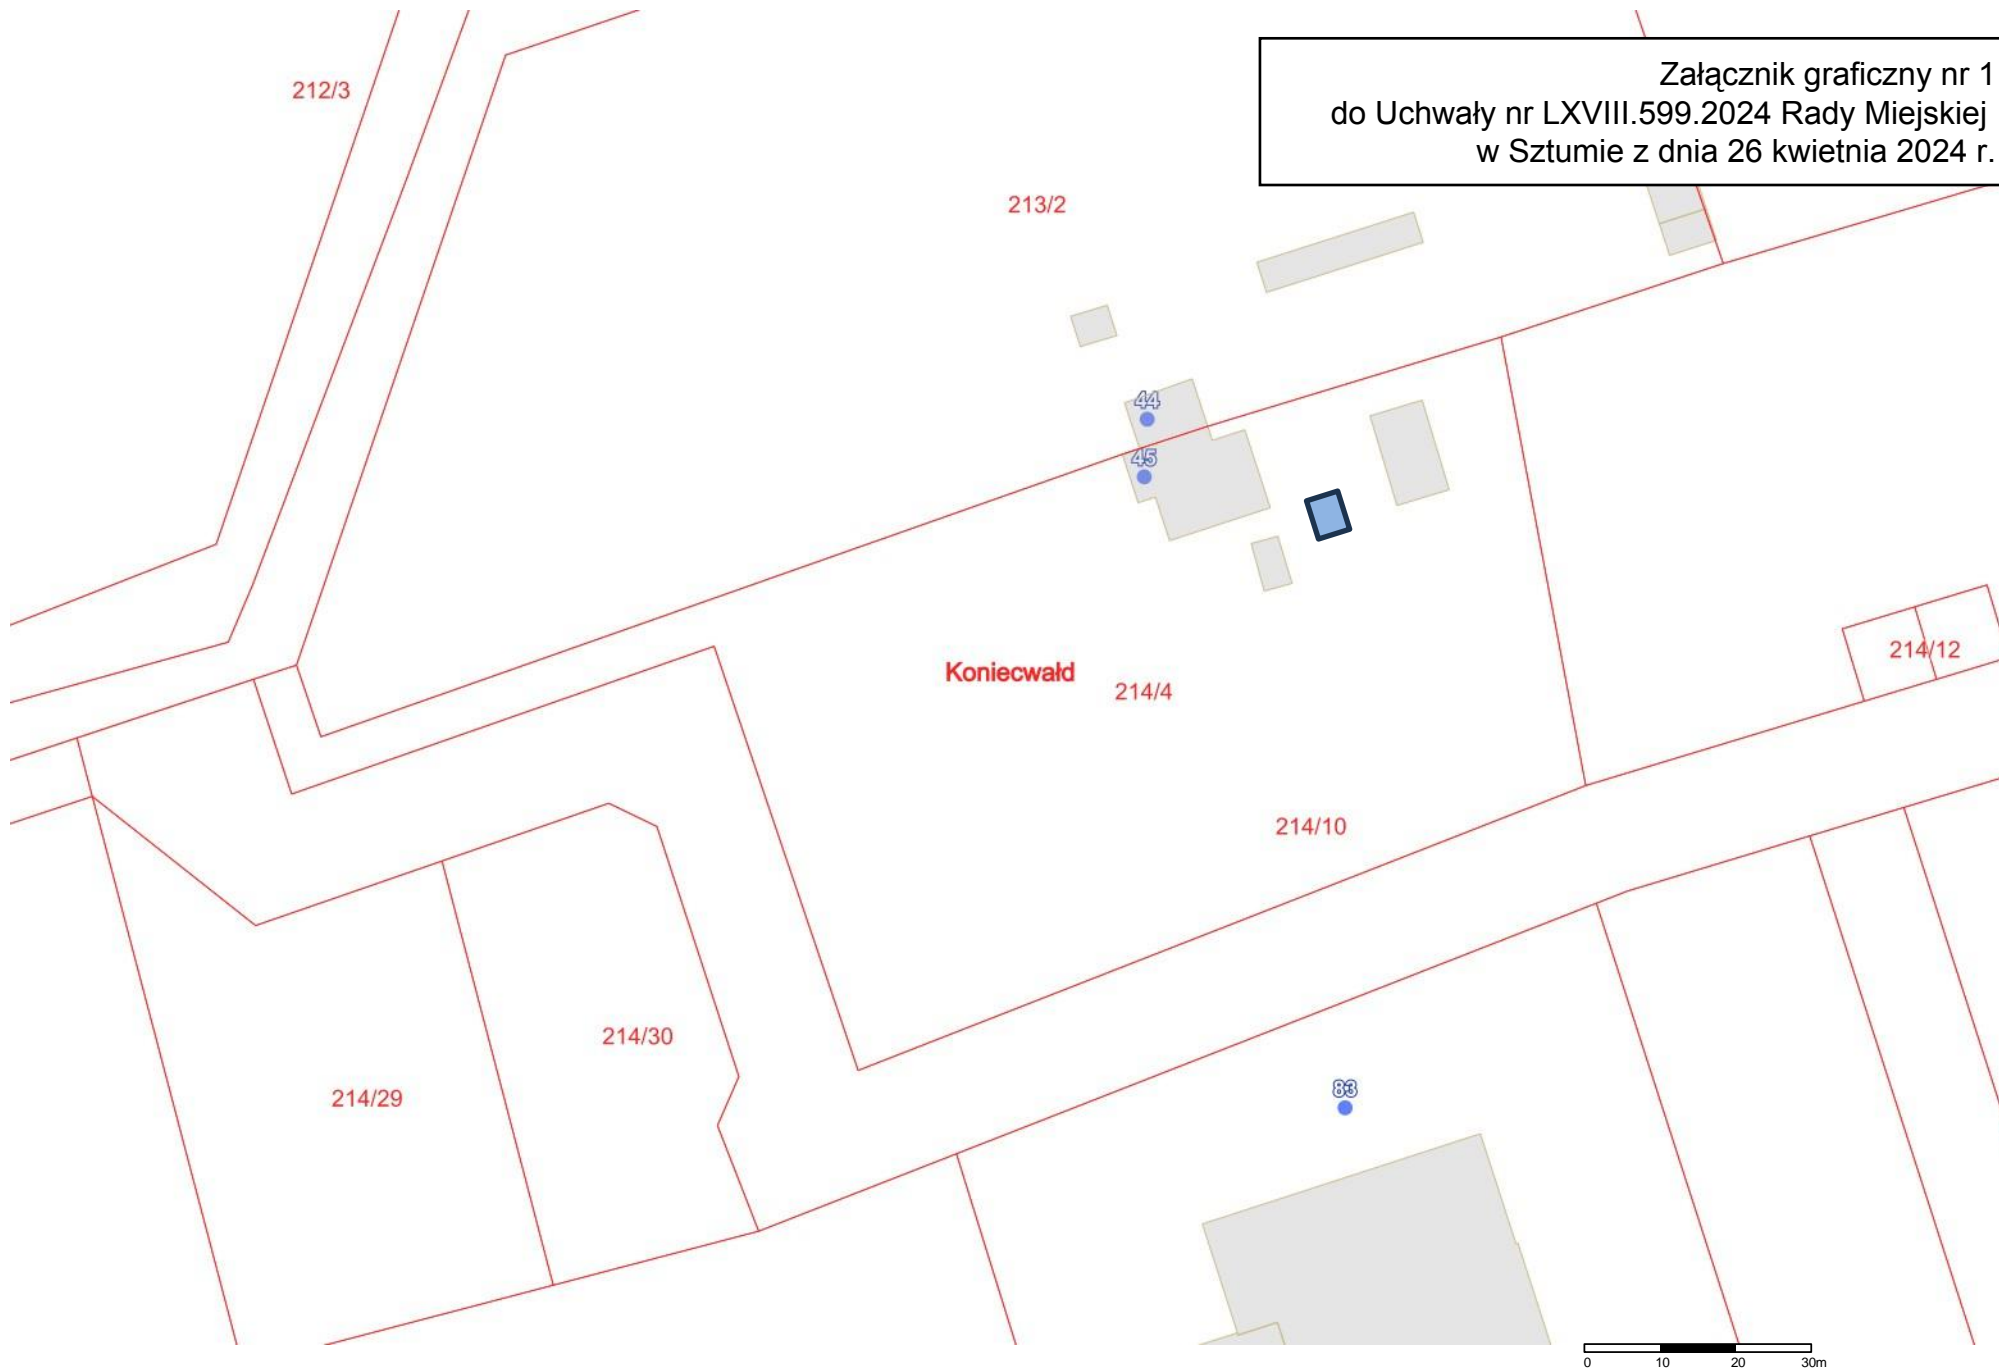 Załącznik graficzny nr 1
do Uchwały nr LXVIII.599.2024 Rady Miejskiej
w Sztumie z dnia 26 kwietnia 2024 r.
212/3
213/2
44
45
214/12
Koniecwałd
214/4
214/10
214/30
214/29
83
0 10 20 30m